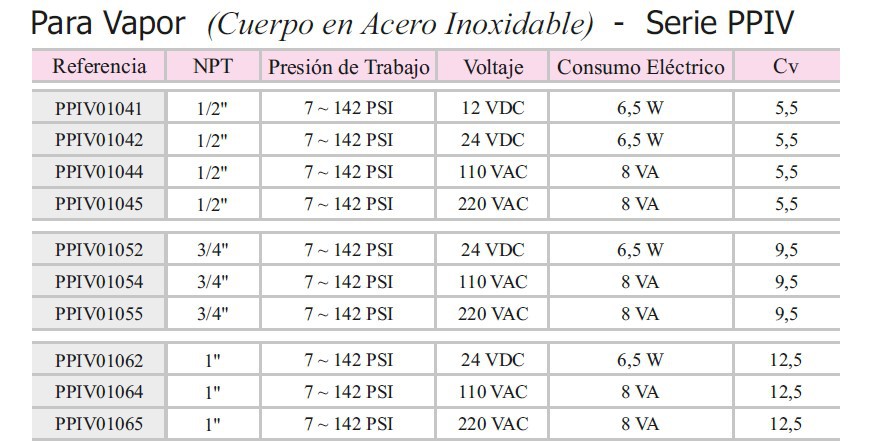 Para Vapor (Cuerpo en Acero Inoxidable) - Serie PPIV
Referencia NPT Presión de Trabajo Voltaje Consumo Eléctrico Cv
PPIV01041 1/2" 7 ~ 142 PSI 12 VDC 6,5 W 5,5
PPIV01042 1/2" 7 ~ 142 PSI 24 VDC 6,5 W 5,5
PPIV01044 1/2" 7 ~ 142 PSI 110 VAC 8 VA 5,5
PPIV01045 1/2" 7 ~ 142 PSI 220 VAC 8 VA 5,5
PPIV01052 3/4" 7 ~ 142 PSI 24 VDC 6,5 W 9,5
PPIV01054 3/4" 7 ~ 142 PSI 110 VAC 8 VA 9,5
PPIV01055 3/4" 7 ~ 142 PSI 220 VAC 8 VA 9,5
PPIV01062 1" 7 ~ 142 PSI 24 VDC 6,5 W 12,5
PPIV01064 1" 7 ~ 142 PSI 110 VAC 8 VA 12,5
PPIV01065 1" 7 ~ 142 PSI 220 VAC 8 VA 12,5